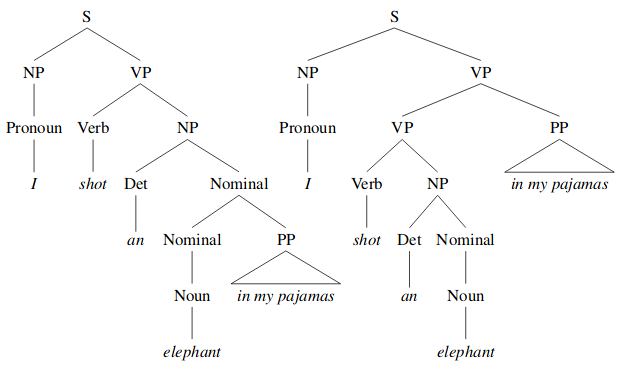 S S
NP VP NP VP
Pronoun Verb NP Pronoun VP PP
I shot Det Nominal I Verb NP in my pajamas
an Nominal PP shot Det Nominal
Noun in my pajamas an Noun
elephant elephant